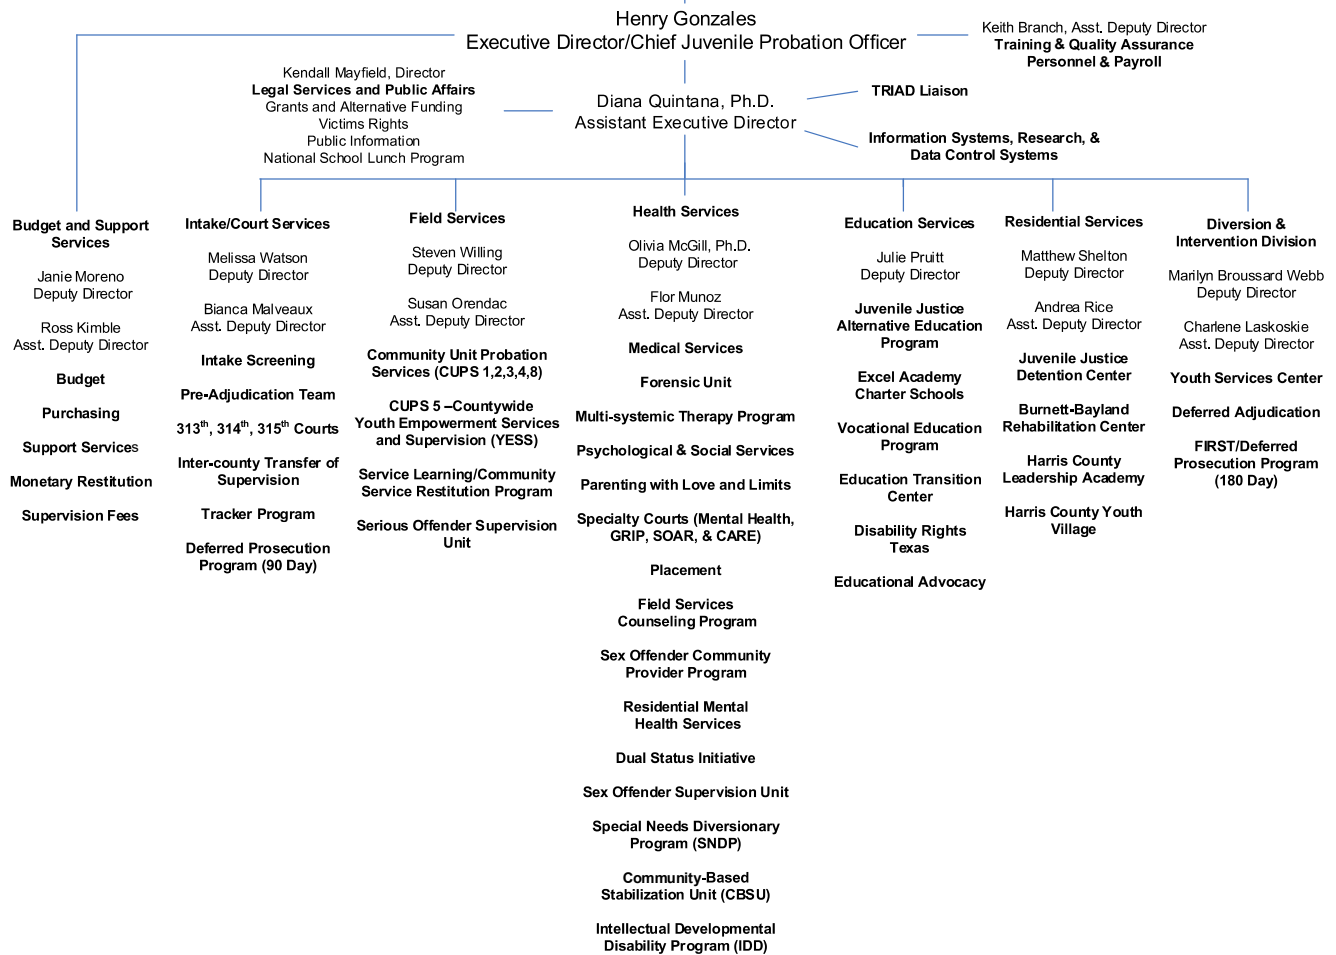 Henry Gonzales
Executive Director/Chief Juvenile Probation Officer
Keith Branch, Asst. Deputy Director
Training & Quality Assurance
Personnel & Payroll
Kendall Mayfield, Director
Legal Services and Public Affairs
Grants and Alternative Funding
Victims Rights
Public Information
National School Lunch Program
Diana Quintana, Ph.D.
Assistant Executive Director
TRIAD Liaison
Information Systems, Research, &
Data Control Systems
Budget and Support
Services
Janie Moreno
Deputy Director
Ross Kimble
Asst. Deputy Director
Budget
Purchasing
Support Services
Monetary Restitution
Supervision Fees
Intake/Court Services
Melissa Watson
Deputy Director
Bianca Malveaux
Asst. Deputy Director
Intake Screening
Pre-Adjudication Team
313th, 314th, 315th Courts
Inter-county Transfer of
Supervision
Tracker Program
Deferred Prosecution
Program (90 Day)
Field Services
Steven Willing
Deputy Director
Susan Orendac
Asst. Deputy Director
Community Unit Probation
Services (CUPS 1,2,3,4,8)
CUPS 5 –Countywide
Youth Empowerment Services
and Supervision (YESS)
Service Learning/Community
Service Restitution Program
Serious Offender Supervision
Unit
Health Services
Olivia McGill, Ph.D.
Deputy Director
Flor Munoz
Asst. Deputy Director
Medical Services
Forensic Unit
Multi-systemic Therapy Program
Psychological & Social Services
Parenting with Love and Limits
Specialty Courts (Mental Health,
GRIP, SOAR, & CARE)
Placement
Field Services
Counseling Program
Sex Offender Community
Provider Program
Residential Mental
Health Services
Dual Status Initiative
Sex Offender Supervision Unit
Special Needs Diversionary
Program (SNDP)
Community-Based
Stabilization Unit (CBSU)
Intellectual Developmental
Disability Program (IDD)
Education Services
Julie Pruitt
Deputy Director
Juvenile Justice
Alternative Education
Program
Excel Academy
Charter Schools
Vocational Education
Program
Education Transition
Center
Disability Rights
Texas
Educational Advocacy
Residential Services
Matthew Shelton
Deputy Director
Andrea Rice
Asst. Deputy Director
Juvenile Justice
Detention Center
Burnett-Bayland
Rehabilitation Center
Harris County
Leadership Academy
Harris County Youth
Village
Diversion &
Intervention Division
Marilyn Broussard Webb
Deputy Director
Charlene Laskoskie
Asst. Deputy Director
Youth Services Center
Deferred Adjudication
FIRST/Deferred
Prosecution Program
(180 Day)